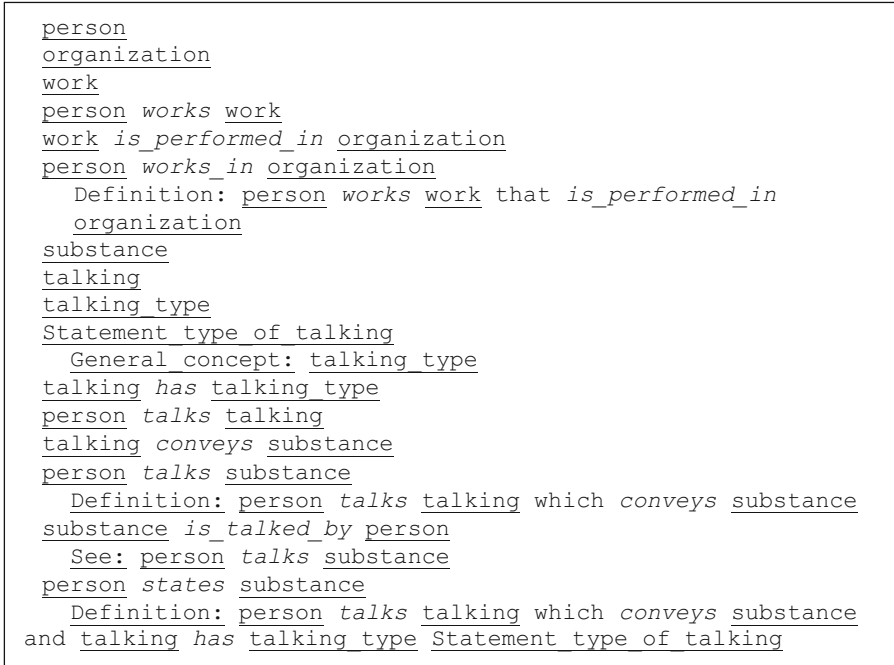 person
organization
work
person works work
work is_performed_in organization
person works_in organization
Definition: person works work that is_performed_in
organization
substance
talking
talking_type
Statement_type_of_talking
General_concept: talking_type
talking has talking_type
person talks talking
talking conveys substance
person talks substance
Definition: person talks talking which conveys substance
substance is_talked_by person
See: person talks substance
person states substance
Definition: person talks talking which conveys substance
and talking has talking_type Statement_type_of_talking